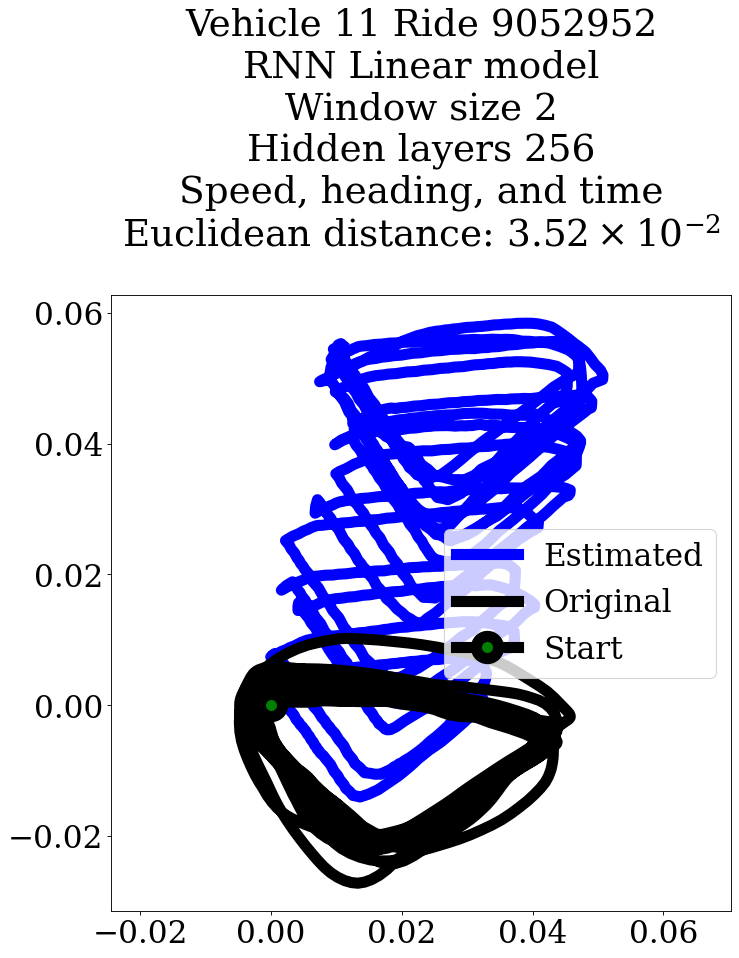 Vehicle 11 Ride 9052952
RNN Linear model
Window size 2
Hidden layers 256
Speed, heading, and time
Euclidean distance: 3.52 × 10⁻²
0.06
0.04
0.02
0.00
−0.02
Estimated
Original
Start
−0.02 0.00 0.02 0.04 0.06